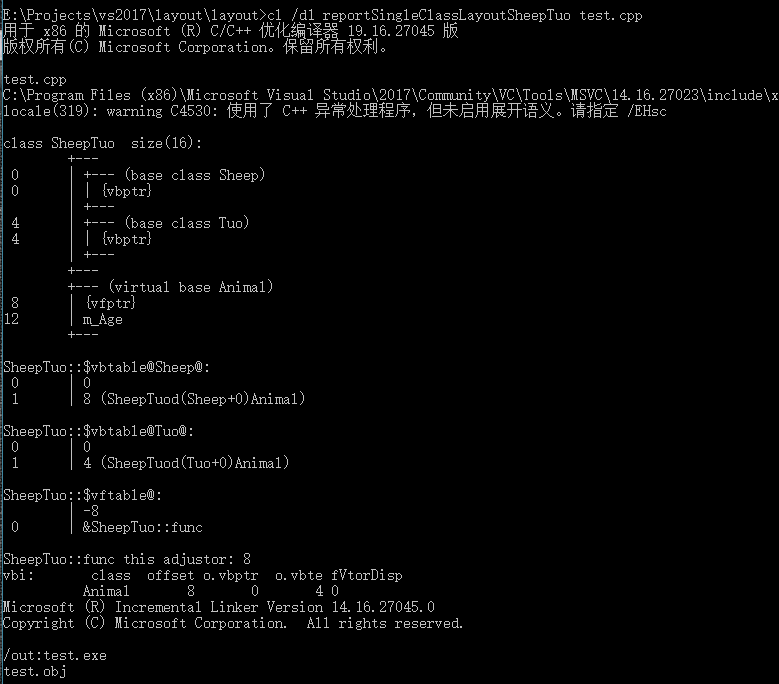 E:\Projects\vs2017\layout\layout>cl /d1 reportSingleClassLayoutSheepTuo test.cpp
用于 x86 的 Microsoft (R) C/C++ 优化编译器 19.16.27045 版
版权所有(C) Microsoft Corporation。保留所有权利。
test.cpp
C:\Program Files (x86)\Microsoft Visual Studio\2017\Community\VC\Tools\MSVC\14.16.27023\include\x
locale(319): warning C4530: 使用了 C++ 异常处理程序，但未启用展开语义。请指定 /EHsc
class SheepTuo  size(16):
        +---
 0      | +--- (base class Sheep)
 0      | | {vbptr}
        | +---
 4      | +--- (base class Tuo)
 4      | | {vbptr}
        | +---
        +---
        +--- (virtual base Animal)
 8      | {vfptr}
12      | m_Age
        +---
SheepTuo::$vbtable@Sheep@:
 0      | 0
 1      | 8 (SheepTuod(Sheep+0)Animal)
SheepTuo::$vbtable@Tuo@:
 0      | 0
 1      | 4 (SheepTuod(Tuo+0)Animal)
SheepTuo::$vftable@:
        | -8
 0      | &SheepTuo::func
SheepTuo::func this adjustor: 8
vbi:       class  offset o.vbptr  o.vbte fVtorDisp
          Animal       8       0       4 0
Microsoft (R) Incremental Linker Version 14.16.27045.0
Copyright (C) Microsoft Corporation.  All rights reserved.
/out:test.exe
test.obj